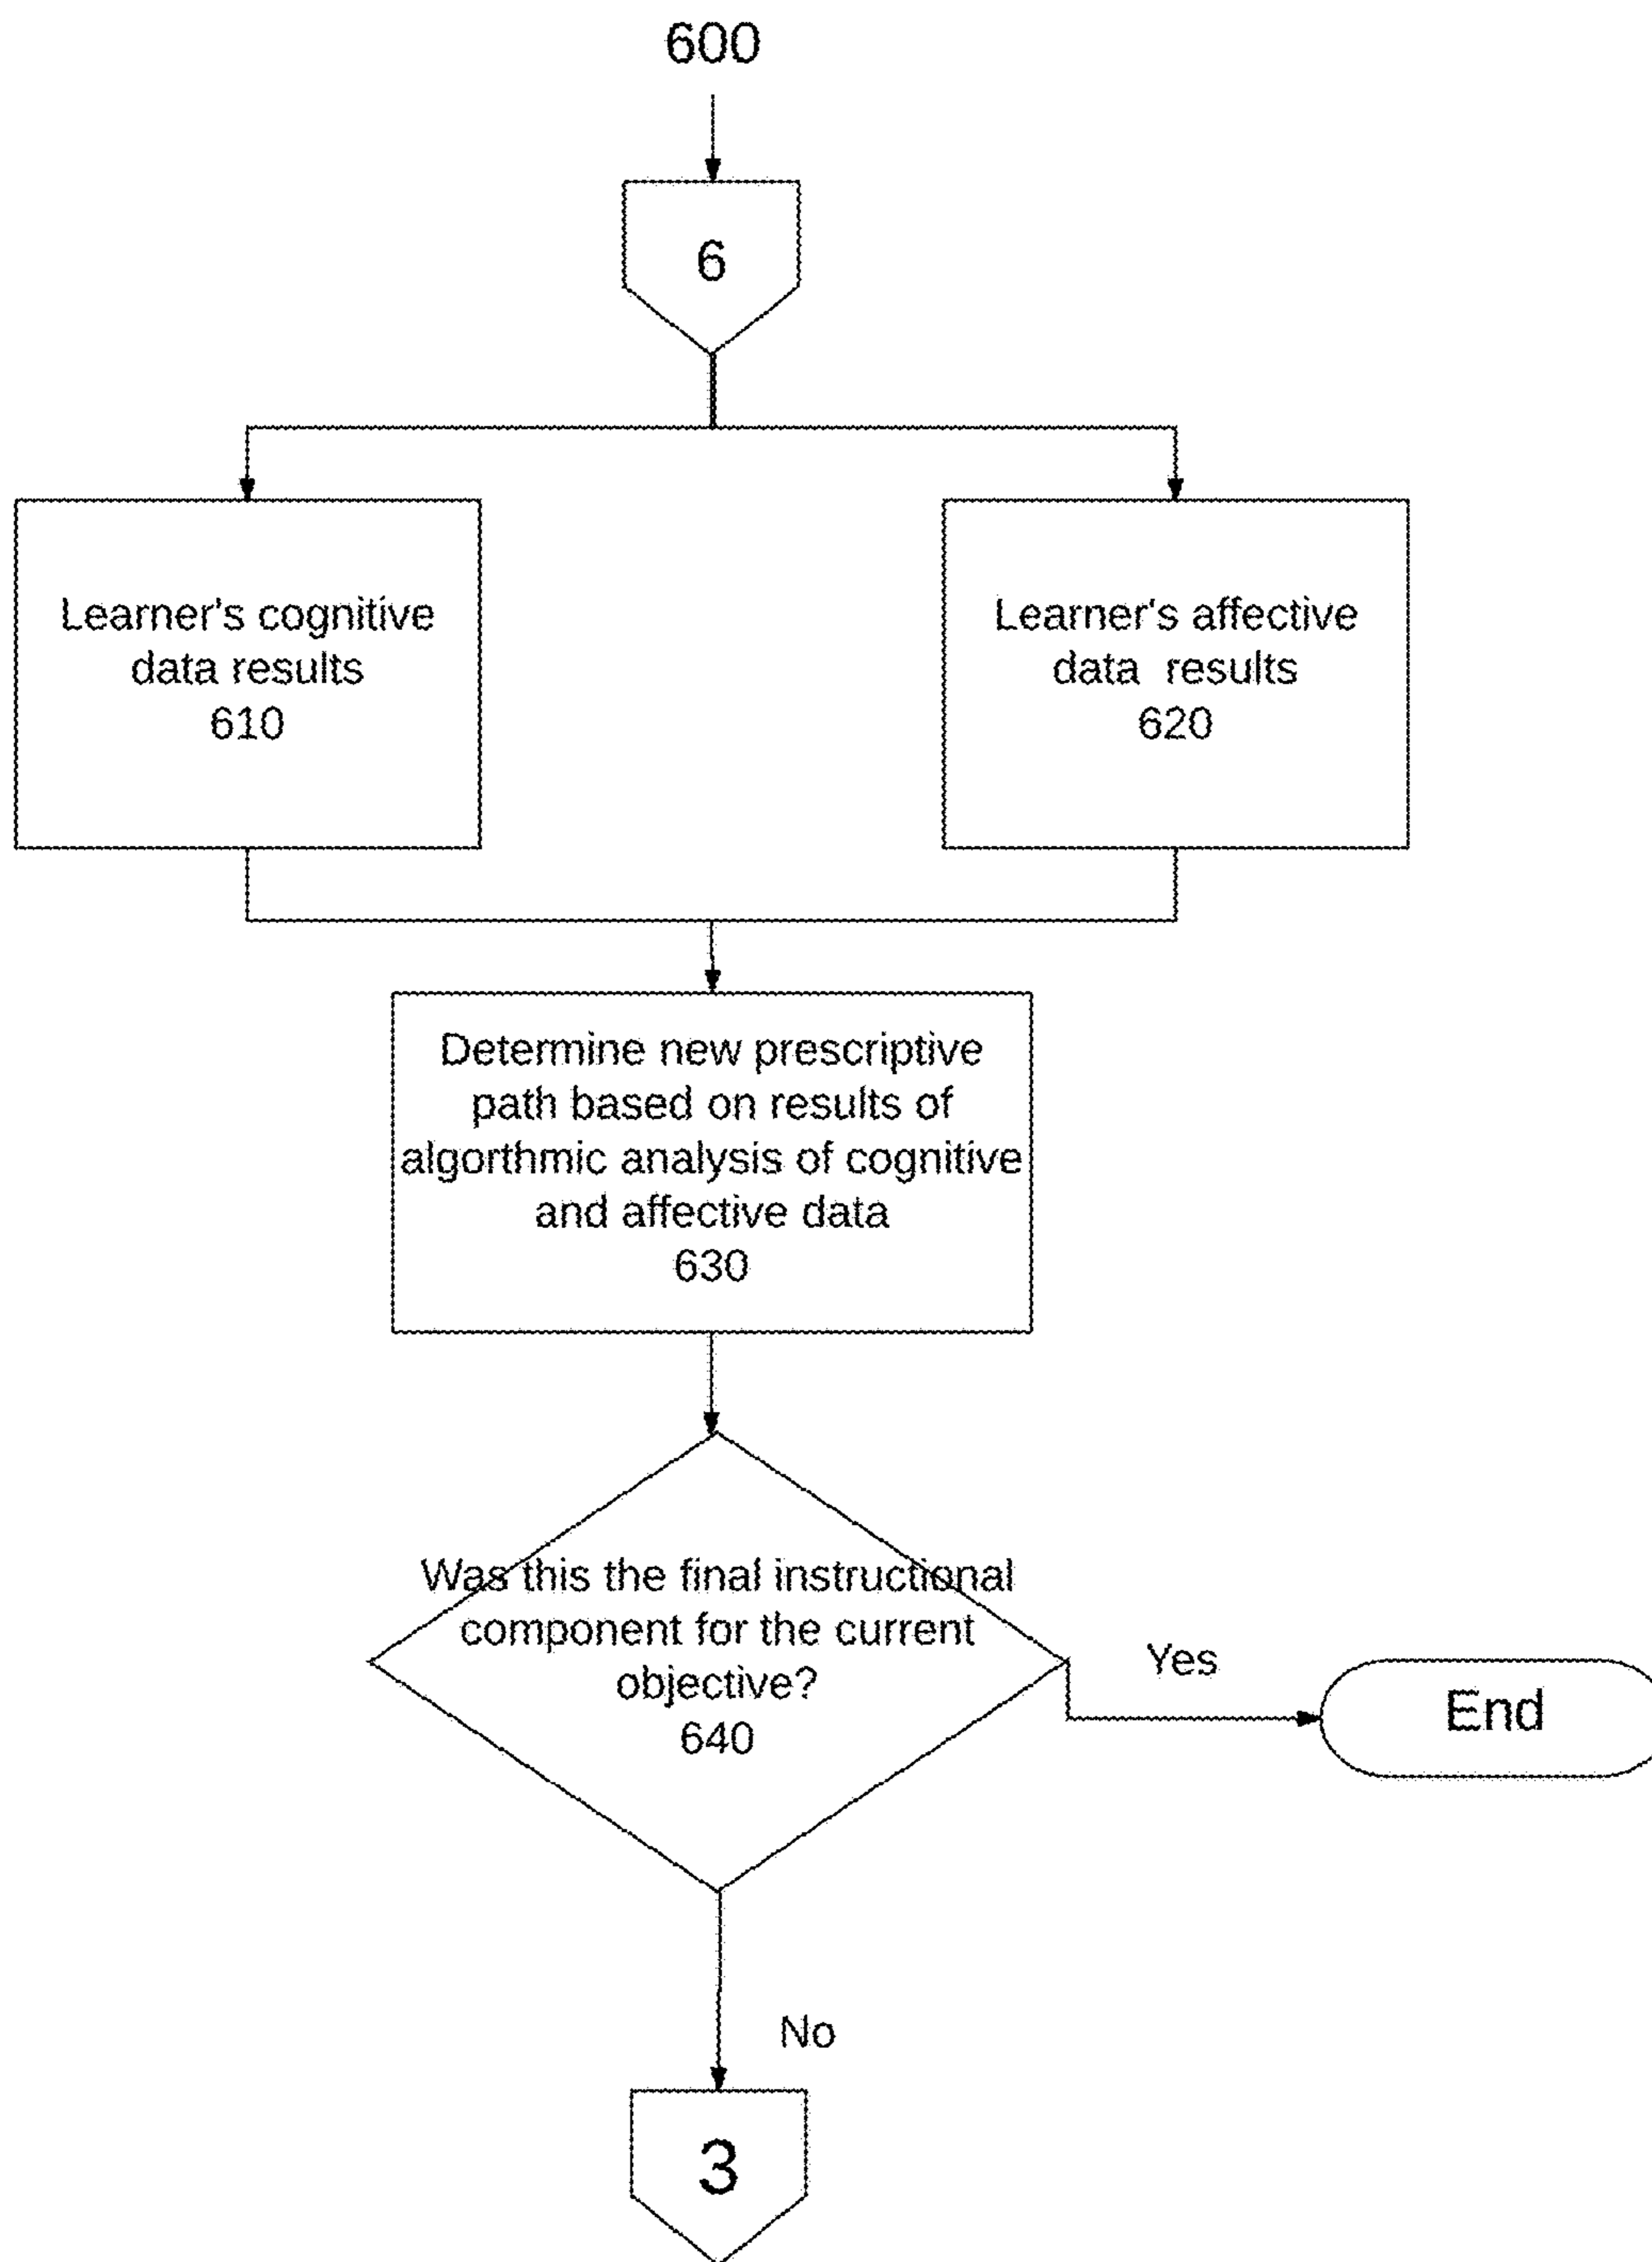 600
6
Learner's cognitive
data results
610
Learner's affective
data results
620
Determine new prescriptive
path based on results of
algorthmic analysis of cognitive
and affective data
630
Was this the final instructional
component for the current
objective?
640
Yes
End
No
3